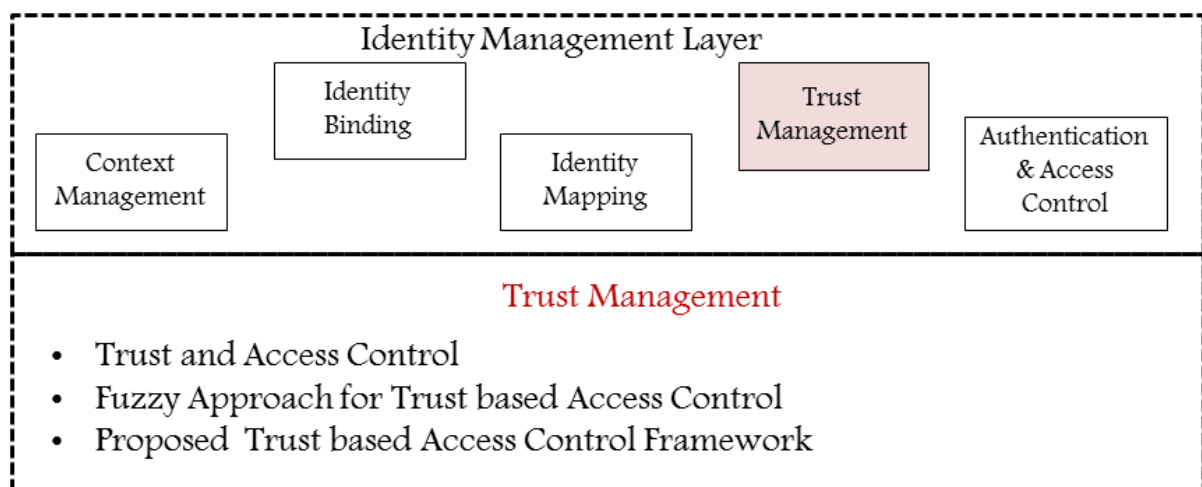 Identity Management Layer
Identity
Binding
Trust
Management
Context
Management
Identity
Mapping
Authentication
& Access
Control
Trust Management
• Trust and Access Control
• Fuzzy Approach for Trust based Access Control
• Proposed Trust based Access Control Framework